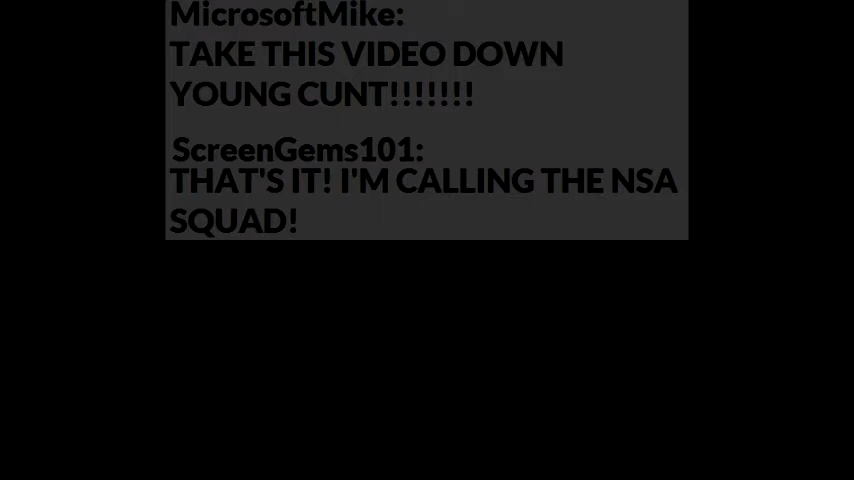 MicrosoftMike:
TAKE THIS VIDEO DOWN
YOUNG CUNT!!!!!!!
ScreenGems101:
THAT'S IT! I'M CALLING THE NSA
SQUAD!